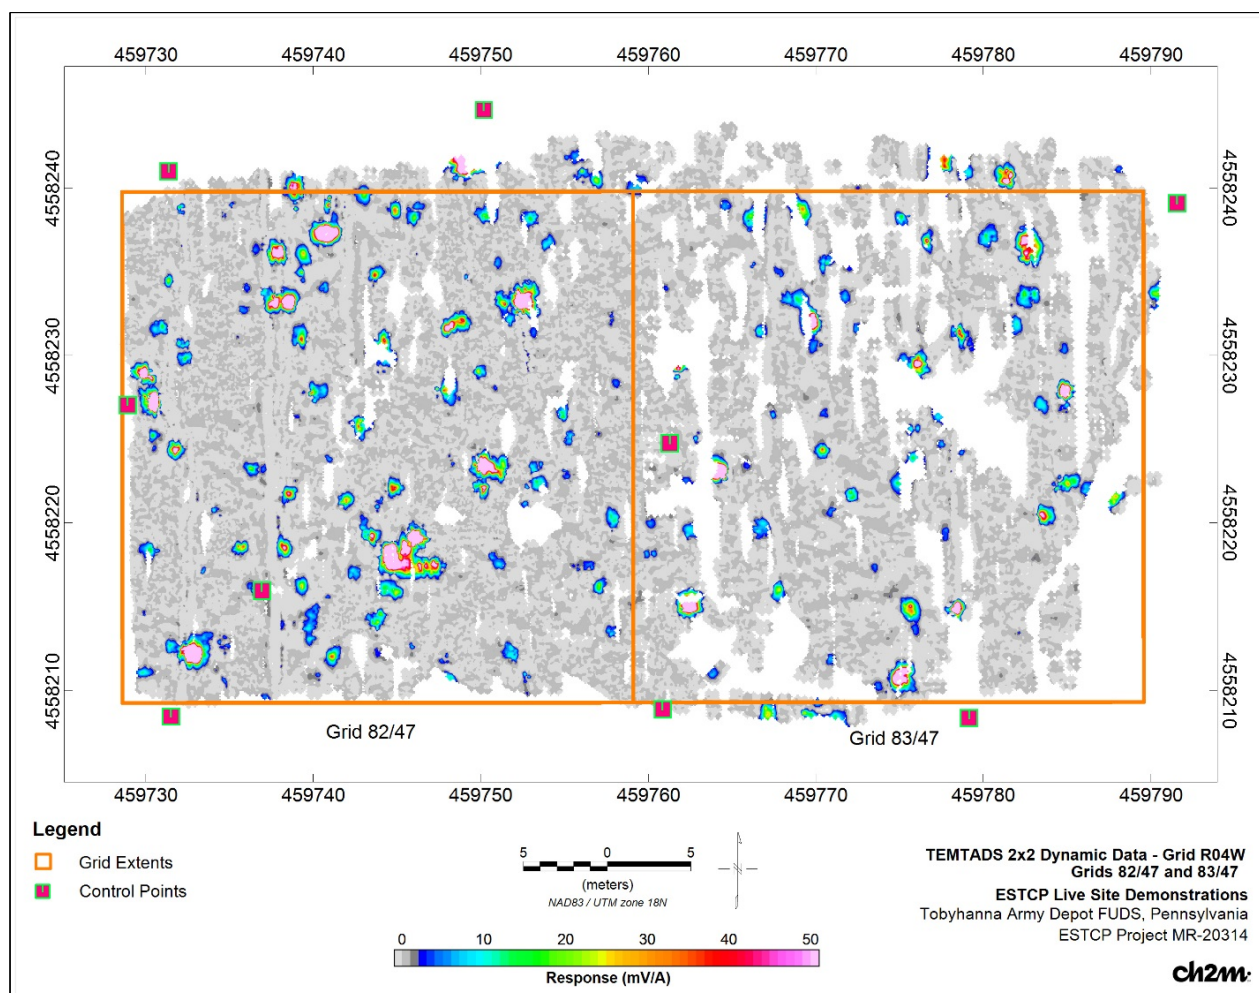 459730 459740 459750 459760 459770 459780 459790
4558240 4558240
4558230 4558230
4558220 4558220
4558210 4558210
Grid 82/47 Grid 83/47
459730 459740 459750 459760 459770 459780 459790
Legend
Grid Extents
Control Points
5 0 5
(meters)
NAD83 / UTM zone 18N
0 10 20 30 40 50
Response (mV/A)
TEMTADS 2x2 Dynamic Data - Grid R04W
Grids 82/47 and 83/47
ESTCP Live Site Demonstrations
Tobyhanna Army Depot FUDS, Pennsylvania
ESTCP Project MR-20314
ch2m: